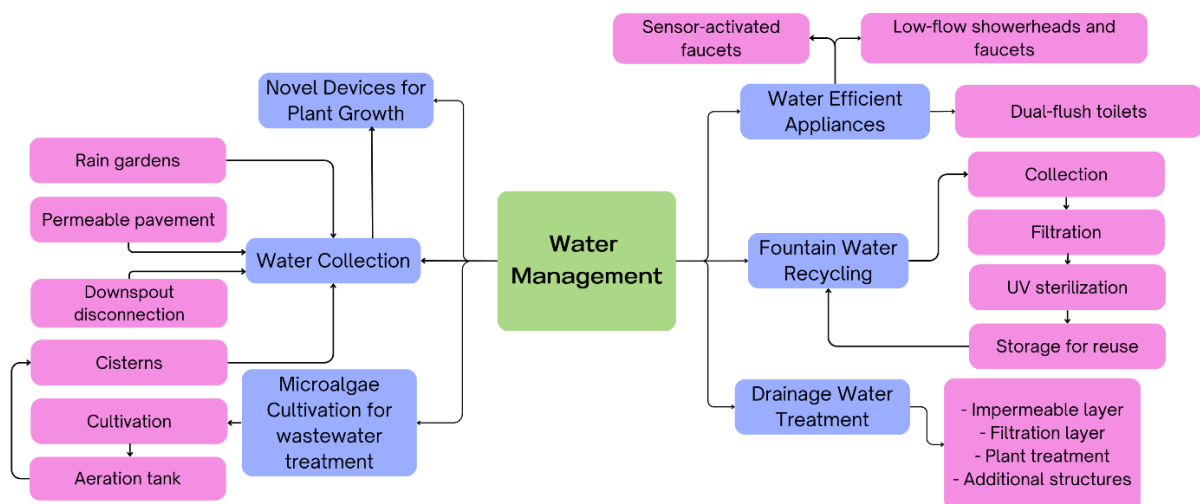 Sensor-activated
faucets
Low-flow showerheads and
faucets
Novel Devices for
Plant Growth
Water Efficient
Appliances
Dual-flush toilets
Rain gardens
Collection
Permeable pavement
Filtration
Water Collection
Water
Management
Fountain Water
Recycling
Downspout
disconnection
UV sterilization
Cisterns
Storage for reuse
Microalgae
Cultivation for
wastewater
treatment
Drainage Water
Treatment
Cultivation
- Impermeable layer
- Filtration layer
- Plant treatment
- Additional structures
Aeration tank